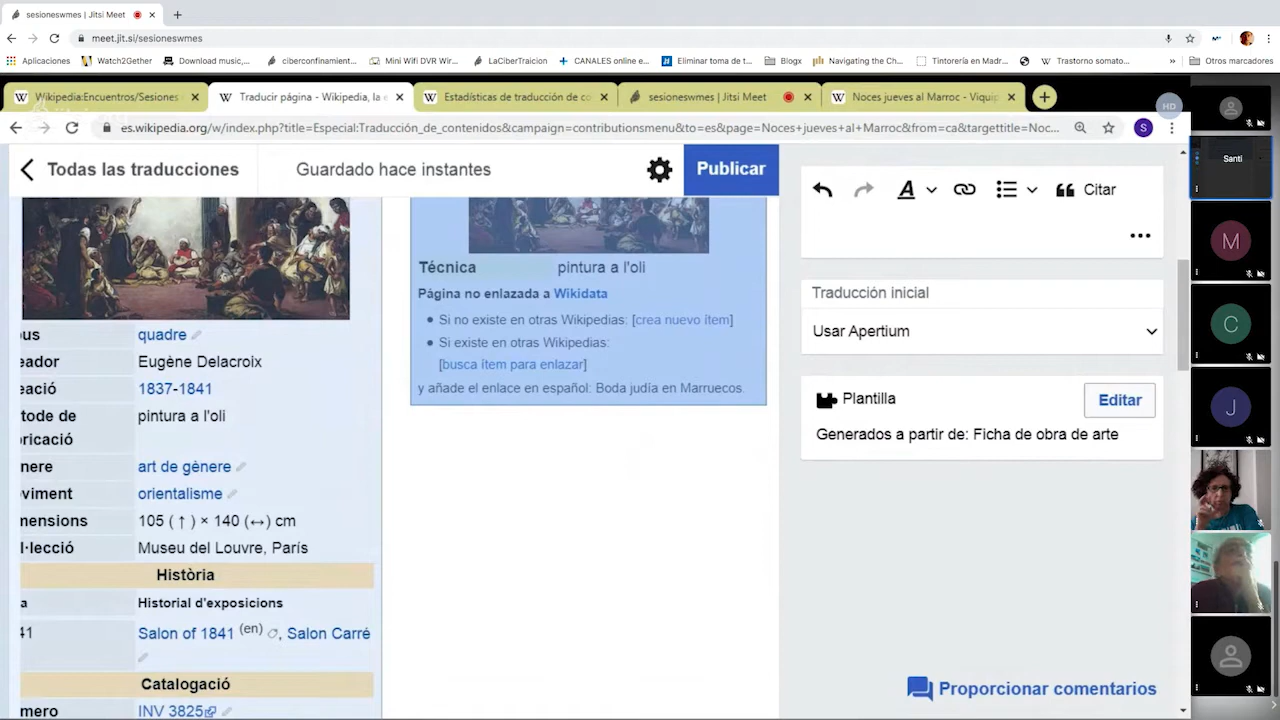 sesioneswmes | Jitsi Meet
meet.jit.si/sesioneswmes
Aplicaciones
Watch2Gether
Download music,...
ciberconfinamient...
Mini Wifi DVR Wir...
LaCiberTraicion
CANALES online e...
Eliminar toma de t...
Blogx
Navigating the Ch...
Tintorería en Madr...
Trastorno somato...
»
Otros marcadores
Wikipedia:Encuentros/Sesiones
Traducir página - Wikipedia, la e
Estadísticas de traducción de co
sesioneswmes | Jitsi Meet
Noces jueves al Marroc - Viquip
HD
es.wikipedia.org/w/index.php?title=Especial:Traducción_de_contenidos&campaign=contributionsmenu&to=es&page=Noces+jueves+al+Marroc&from=ca&targettitle=Noc...
S
Todas las traducciones
Guardado hace instantes
Publicar
Citar
Traducción inicial
Usar Apertium
Plantilla
Editar
Generados a partir de: Ficha de obra de arte
Proporcionar comentarios
Técnica pintura a l'oli
Página no enlazada a Wikidata
• Si no existe en otras Wikipedias: [crea nuevo ítem]
• Si existe en otras Wikipedias:
[busca ítem para enlazar]
y añade el enlace en español: Boda judía en Marruecos.
us quadre
eador Eugène Delacroix
eació 1837-1841
tode de pintura a l'oli
ricació
nere art de gènere
viment orientalisme
mensions 105 (↑) × 140 (↔) cm
l·lecció Museu del Louvre, París
Història
a Historial d'exposicions
41 Salon of 1841 (en), Salon Carré
Catalogació
mero INV 3825
Santi
M
C
J